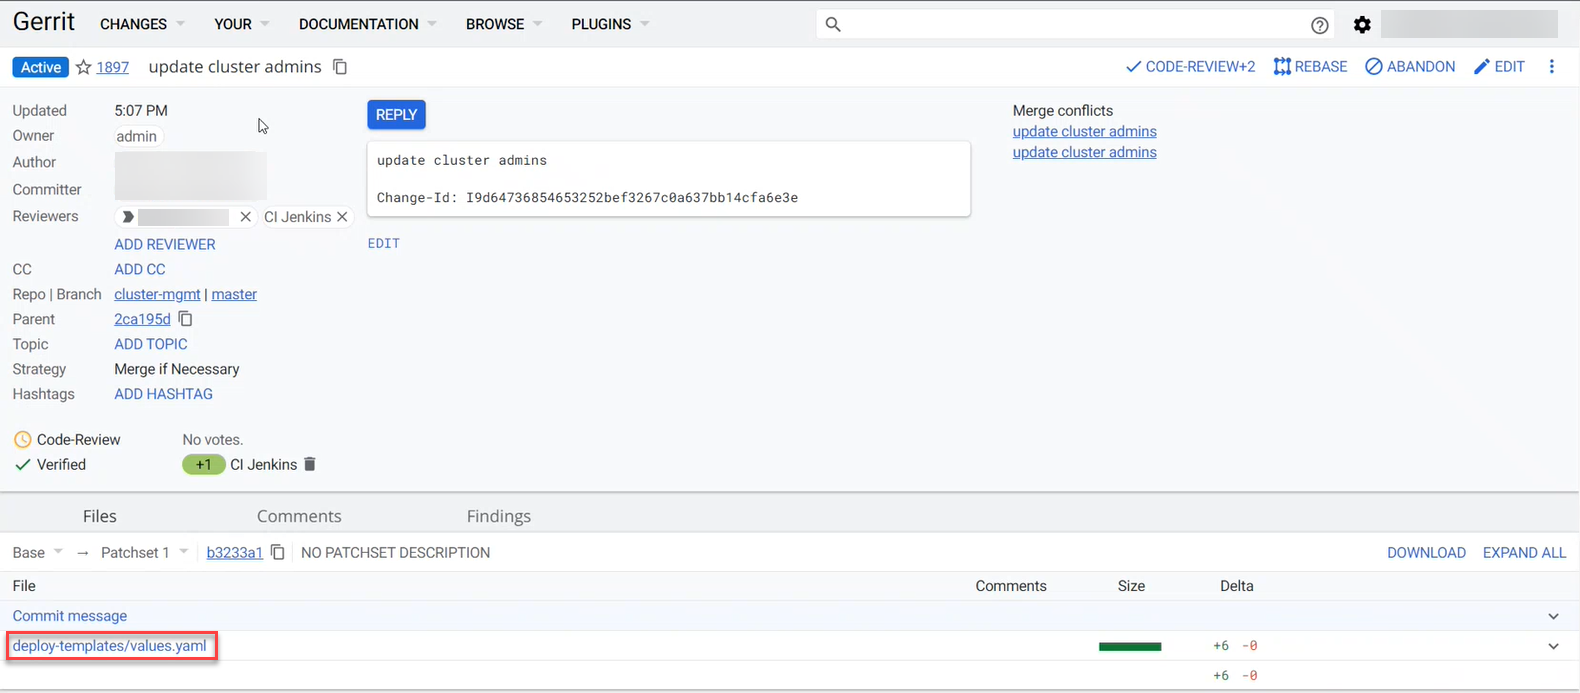 Gerrit CHANGES YOUR DOCUMENTATION BROWSE PLUGINS
Active 1897 update cluster admins CODE-REVIEW+2 REBASE ABANDON EDIT
Updated 5:07 PM
Owner admin
Author
Committer
Reviewers CI Jenkins
ADD REVIEWER
CC ADD CC
Repo | Branch cluster-mgmt | master
Parent 2ca195d
Topic ADD TOPIC
Strategy Merge if Necessary
Hashtags ADD HASHTAG
Code-Review No votes.
Verified +1 CI Jenkins
REPLY
update cluster admins
Change-Id: I9d64736854653252bef3267c0a637bb14cfa6e3e
EDIT
Merge conflicts
update cluster admins
update cluster admins
Files Comments Findings
Base → Patchset 1 b3233a1 NO PATCHSET DESCRIPTION DOWNLOAD EXPAND ALL
File Comments Size Delta
Commit message
deploy-templates/values.yaml +6 -0
+6 -0